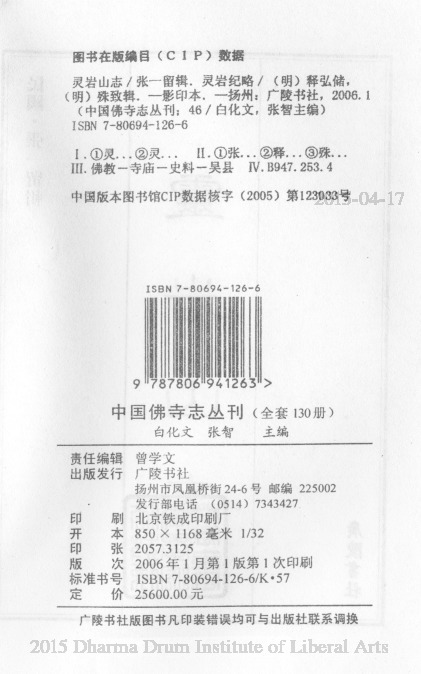 图书在版编目（CIP）数据
灵岩山志/张一留辑．灵岩纪略/（明）释弘储，
（明）殊致辑．—影印本．—扬州：广陵书社，2006.1
（中国佛寺志丛刊；46/白化文，张智主编）
ISBN 7-80694-126-6
Ⅰ.①灵...②灵... Ⅱ.①张...②释...③殊...
Ⅲ.佛教－寺庙－史料－吴县 Ⅳ.B947.253.4
中国版本图书馆CIP数据核字（2005）第123033号
2015-04-17
ISBN 7-80694-126-6
9 787806 941263 >
中国佛寺志丛刊（全套 130 册）
白化文 张智 主编
责任编辑 曾学文
出版发行 广陵书社
扬州市凤凰桥街 24-6 号 邮编 225002
发行部电话 （0514）7343427
印 刷 北京铁成印刷厂
开 本 850×1168 毫米 1/32
印 张 2057.3125
版 次 2006 年 1 月第 1 版第 1 次印刷
标准书号 ISBN 7-80694-126-6/K·57
定 价 25600.00 元
广陵书社版图书凡印装错误均可与出版社联系调换
2015 Dharma Drum Institute of Liberal Arts